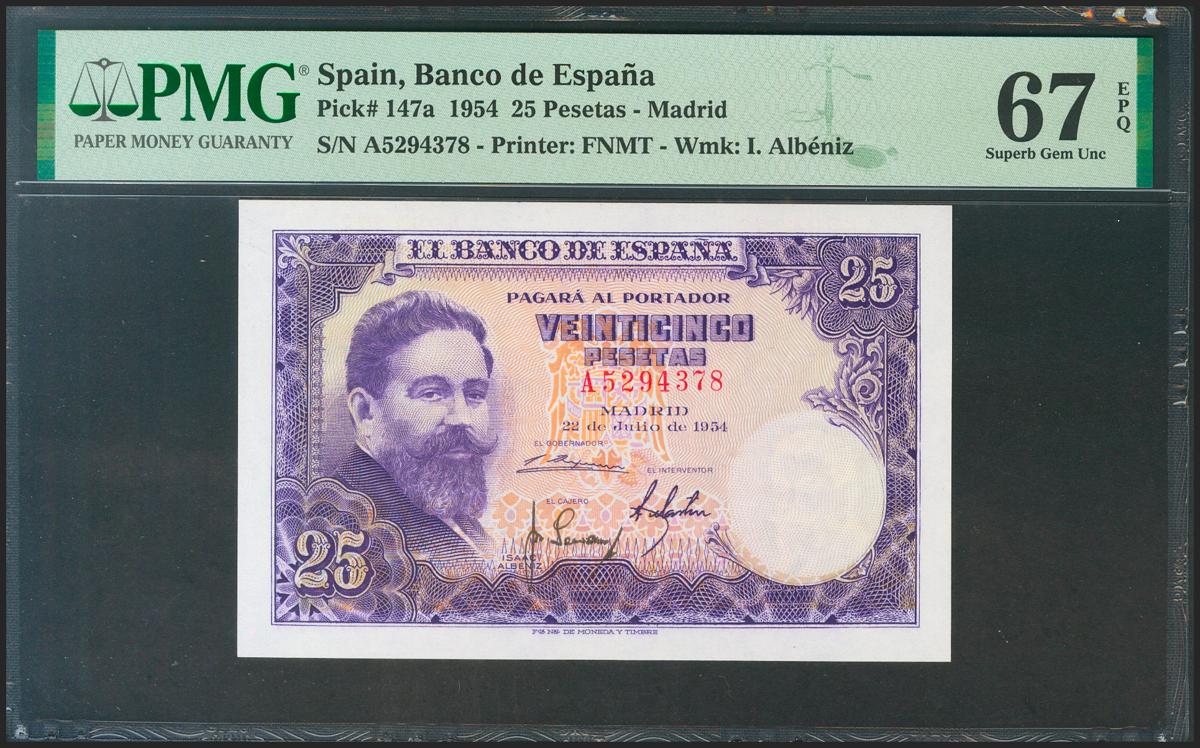 PMG®
PAPER MONEY GUARANTY
Spain, Banco de España
Pick# 147a 1954 25 Pesetas - Madrid
S/N A5294378 - Printer: FNMT - Wmk: I. Albéniz
67
EPQ
Superb Gem Unc
EL BANCO DE ESPAÑA
25
PAGARÁ AL PORTADOR
VEINTICINCO
PESETAS
A5294378
MADRID
22 de Julio de 1954
EL GOBERNADOR
EL INTERVENTOR
EL CAJERO
ISAAC
ALBENIZ
25
DE MONEDA Y TIMBRE